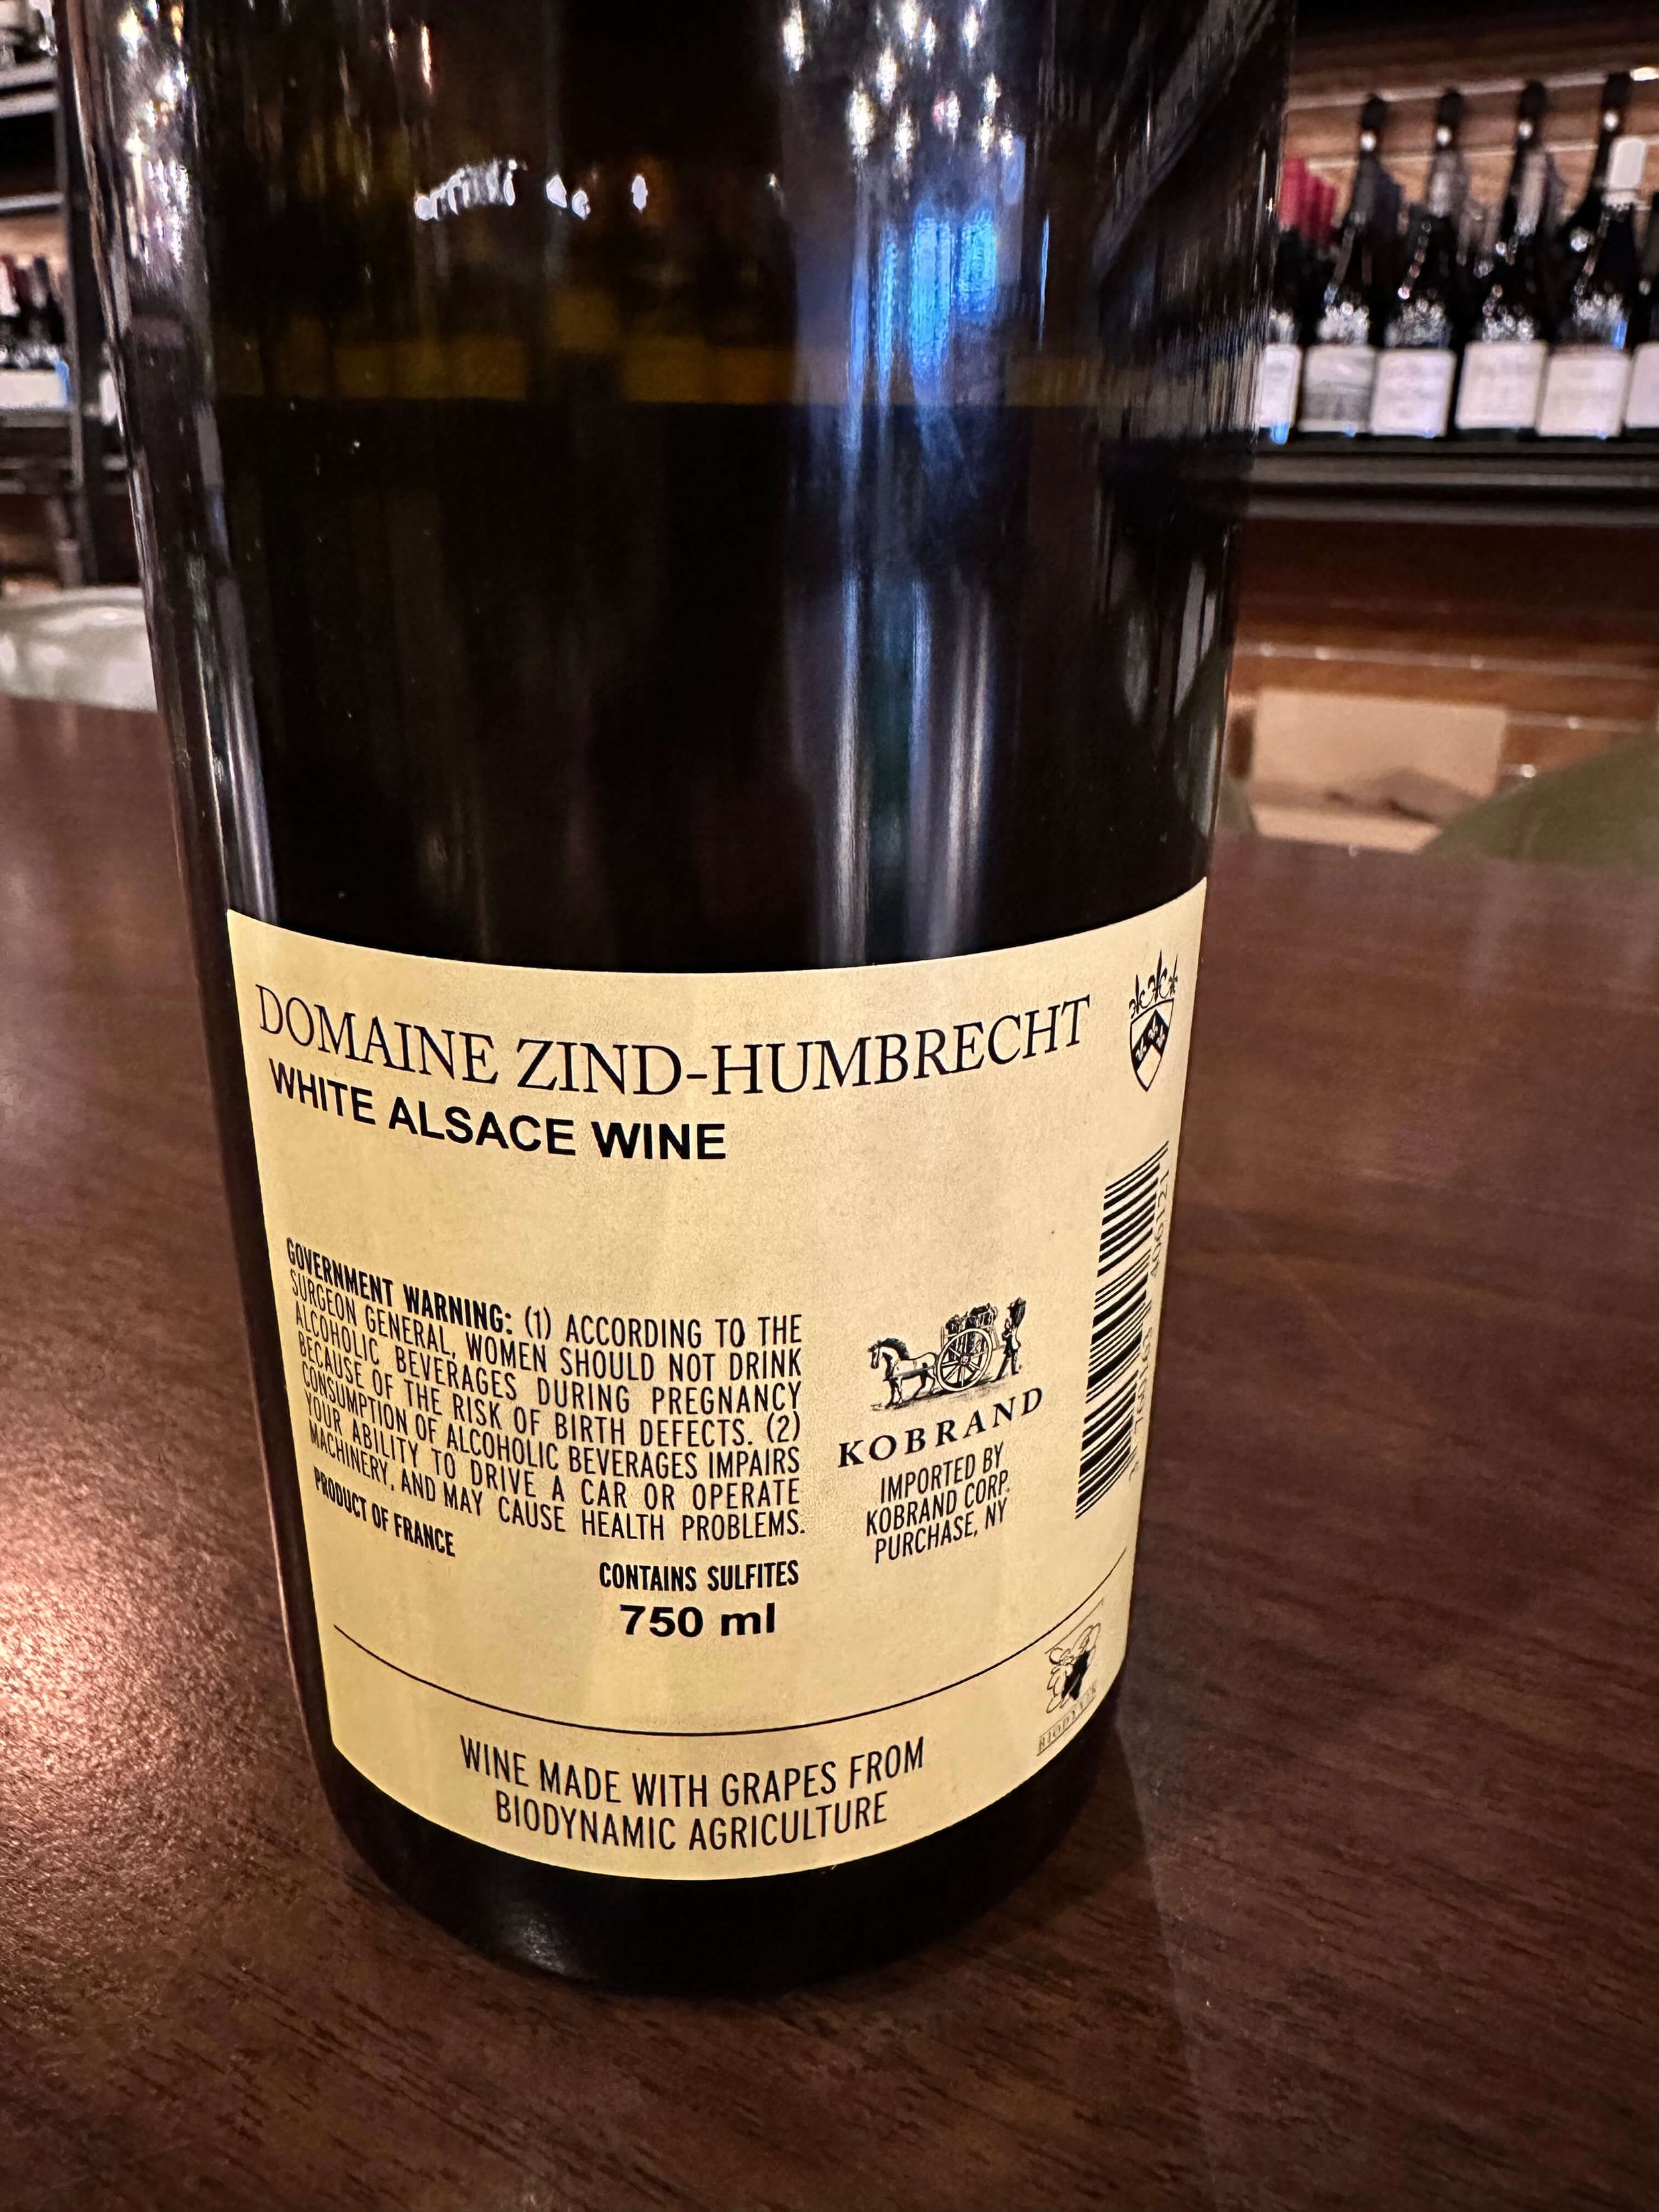 DOMAINE ZIND-HUMBRECHT
WHITE ALSACE WINE
GOVERNMENT WARNING: (1) ACCORDING TO THE
SURGEON GENERAL, WOMEN SHOULD NOT DRINK
ALCOHOLIC BEVERAGES DURING PREGNANCY
BECAUSE OF THE RISK OF BIRTH DEFECTS. (2)
CONSUMPTION OF ALCOHOLIC BEVERAGES IMPAIRS
YOUR ABILITY TO DRIVE A CAR OR OPERATE
MACHINERY, AND MAY CAUSE HEALTH PROBLEMS.
PRODUCT OF FRANCE
CONTAINS SULFITES
750 ml
KOBRAND
IMPORTED BY
KOBRAND CORP.
PURCHASE, NY
WINE MADE WITH GRAPES FROM
BIODYNAMIC AGRICULTURE